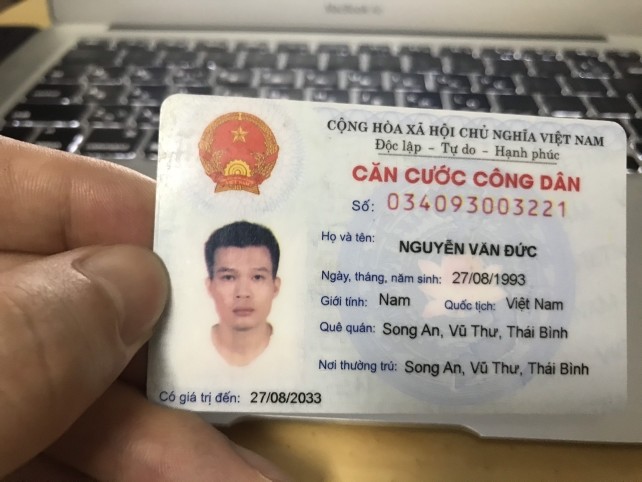 CỘNG HÒA XÃ HỘI CHỦ NGHĨA VIỆT NAM
Độc lập - Tự do - Hạnh phúc
CĂN CƯỚC CÔNG DÂN
Số: 034093003221
Họ và tên:
NGUYỄN VĂN ĐỨC
Ngày, tháng, năm sinh: 27/08/1993
Giới tính: Nam Quốc tịch: Việt Nam
Quê quán: Song An, Vũ Thư, Thái Bình
Nơi thường trú: Song An, Vũ Thư, Thái Bình
Có giá trị đến: 27/08/2033